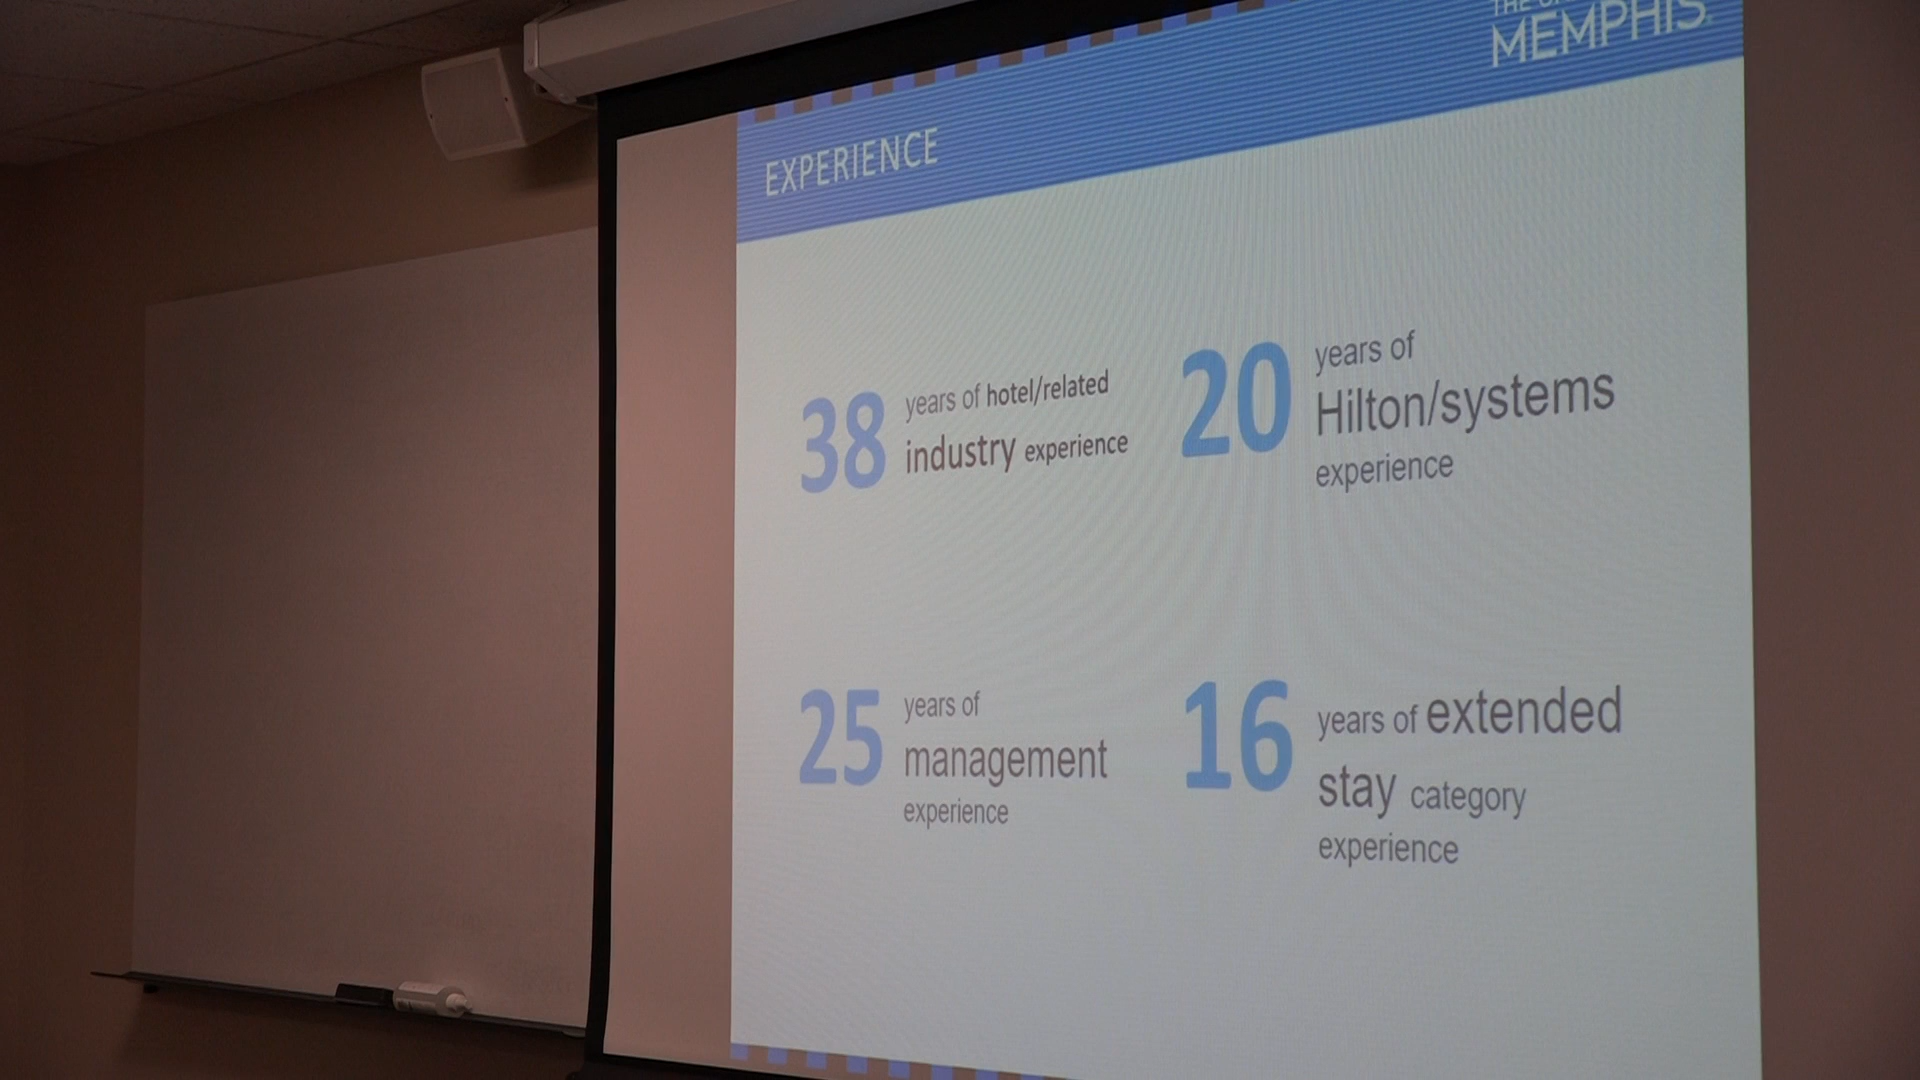 THE
MEMPHIS
EXPERIENCE
38 years of hotel/related
industry experience
20 years of
Hilton/systems
experience
25 years of
management
experience
16 years of extended
stay category
experience